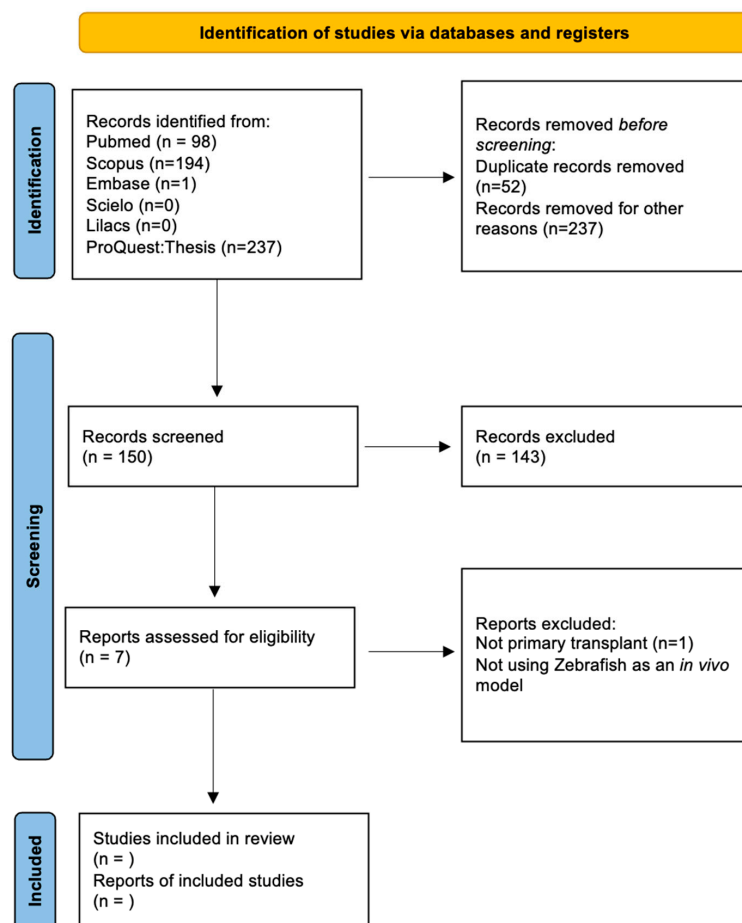 Identification of studies via databases and registers
Identification
Records identified from:
Pubmed (n = 98)
Scopus (n=194)
Embase (n=1)
Scielo (n=0)
Lilacs (n=0)
ProQuest:Thesis (n=237)
Records removed before
screening:
Duplicate records removed
(n=52)
Records removed for other
reasons (n=237)
Screening
Records screened
(n = 150)
Records excluded
(n = 143)
Reports assessed for eligibility
(n = 7)
Reports excluded:
Not primary transplant (n=1)
Not using Zebrafish as an in vivo
model
Included
Studies included in review
(n = )
Reports of included studies
(n = )